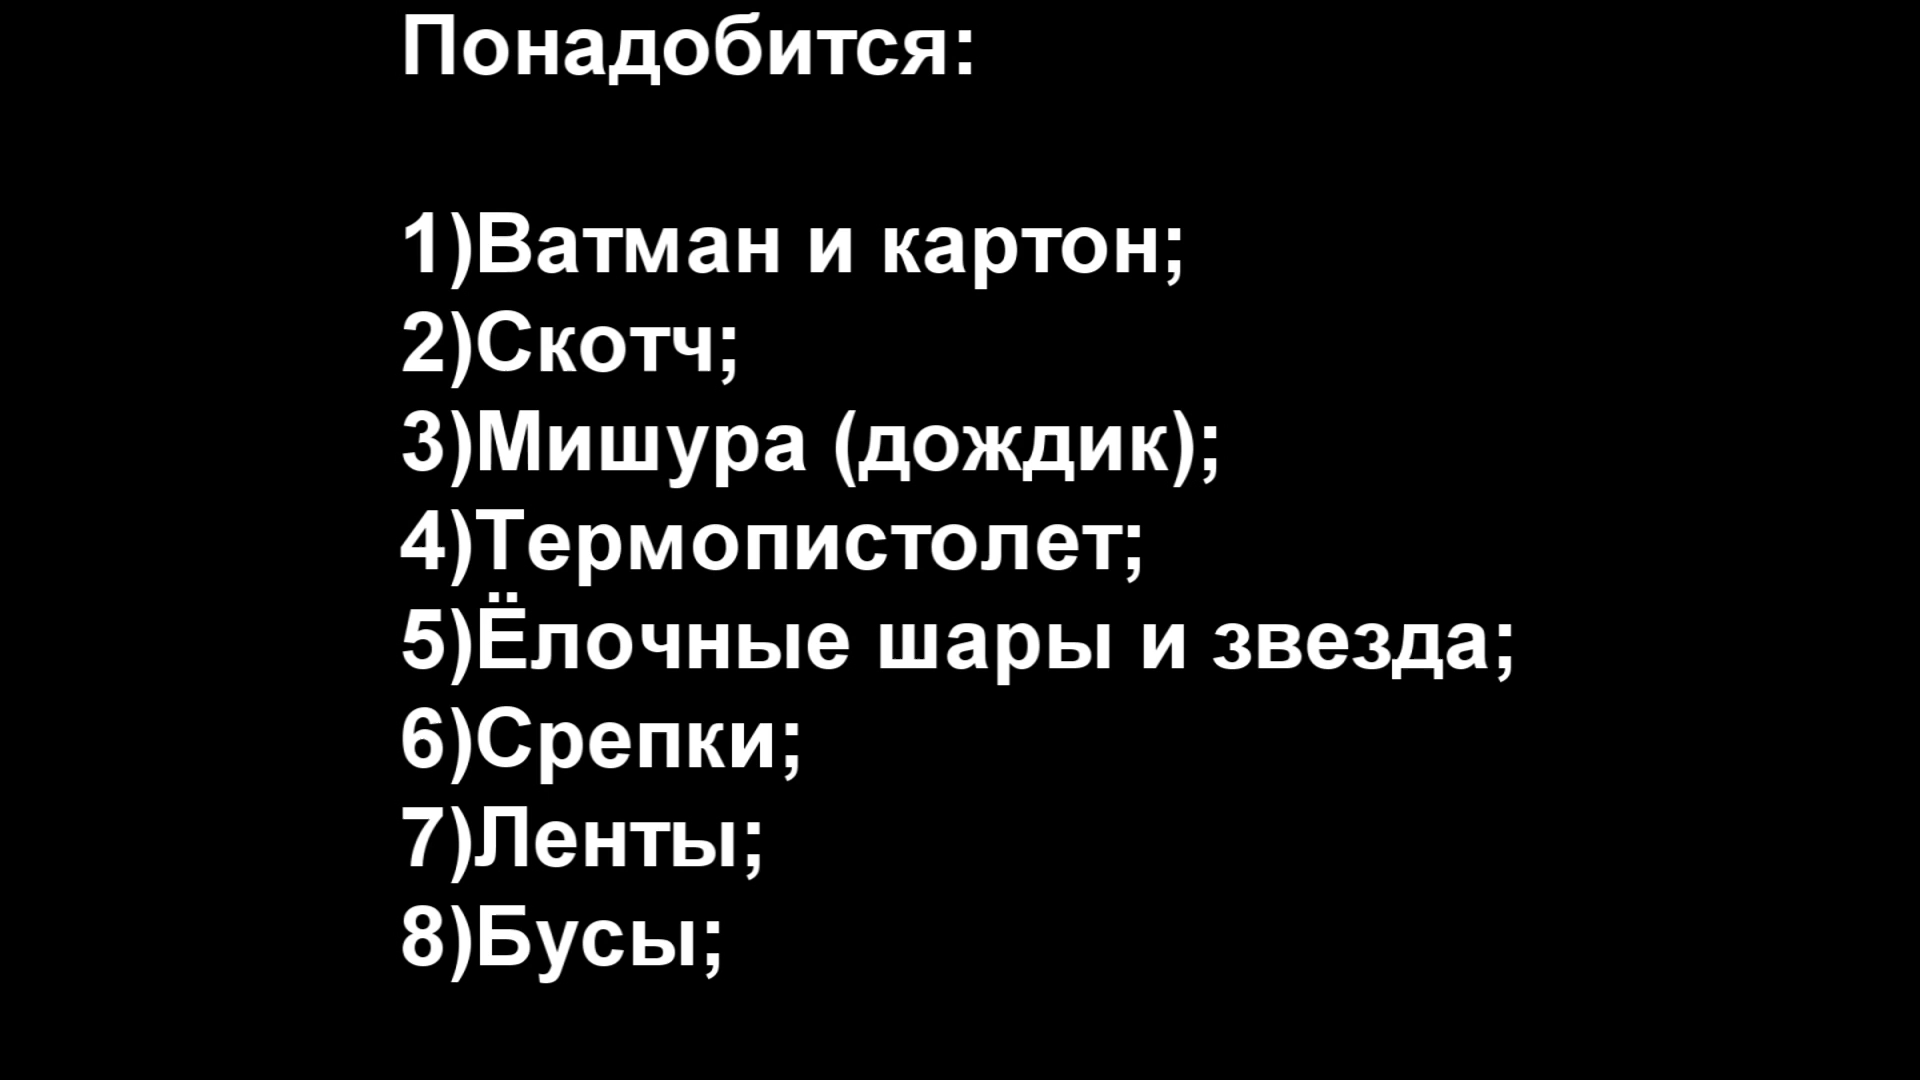 Понадобится:
1)Ватман и картон;
2)Скотч;
3)Мишура (дождик);
4)Термопистолет;
5)Ёлочные шары и звезда;
6)Срепки;
7)Ленты;
8)Бусы;